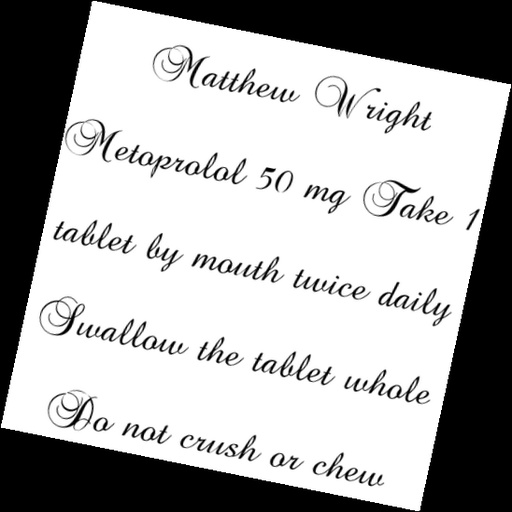 Matthew Wright
Metoprolol 50 mg Take 1
tablet by mouth twice daily
Swallow the tablet whole
Do not crush or chew